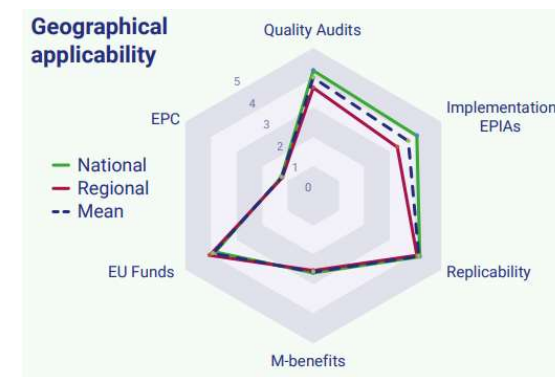 Geographical
applicability
Quality Audits
5
4
3
2
1
0
EPC
Implementation
EPIAs
National
Regional
Mean
EU Funds
Replicability
M-benefits